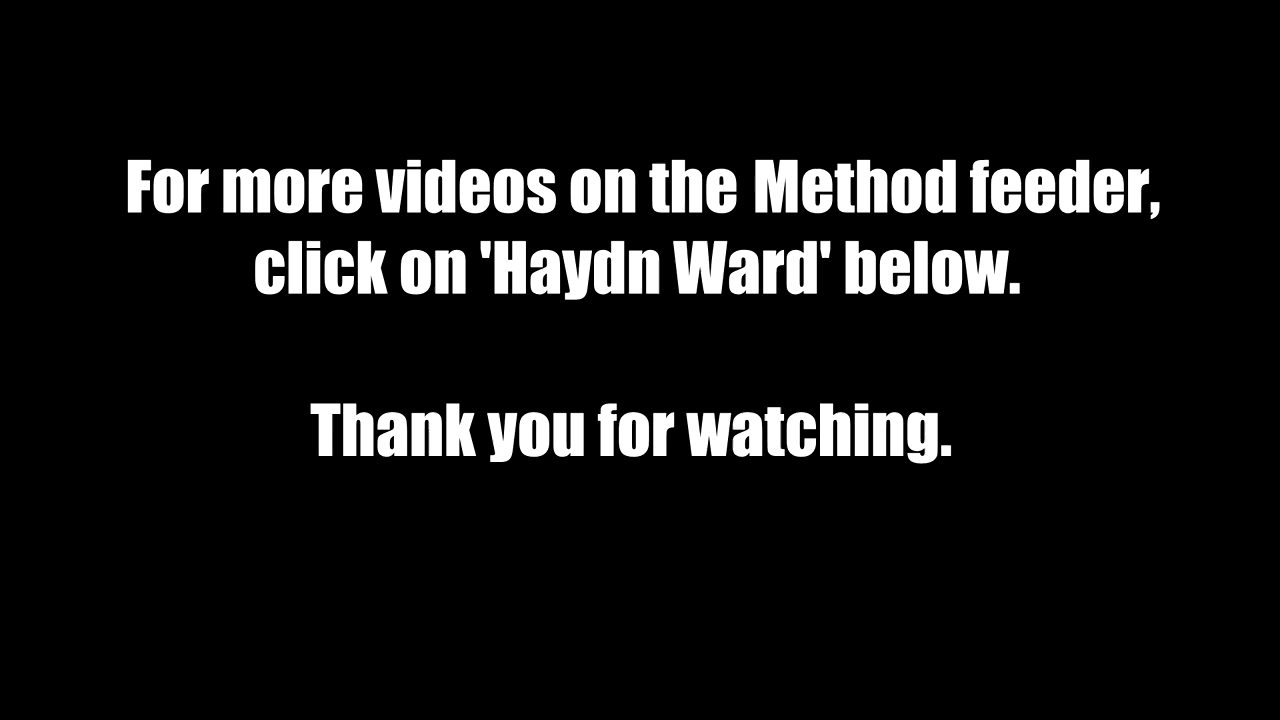 For more videos on the Method feeder,
click on 'Haydn Ward' below.
Thank you for watching.